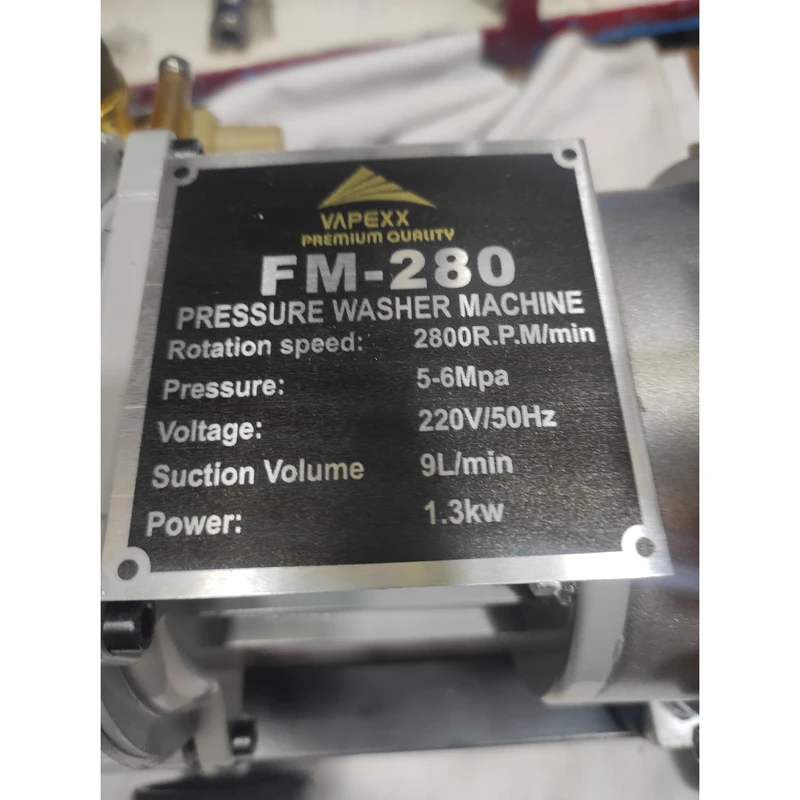 VAPEXX
PREMIUM QUALITY
FM-280
PRESSURE WASHER MACHINE
Rotation speed: 2800R.P.M/min
Pressure: 5-6Mpa
Voltage: 220V/50Hz
Suction Volume 9L/min
Power: 1.3kw